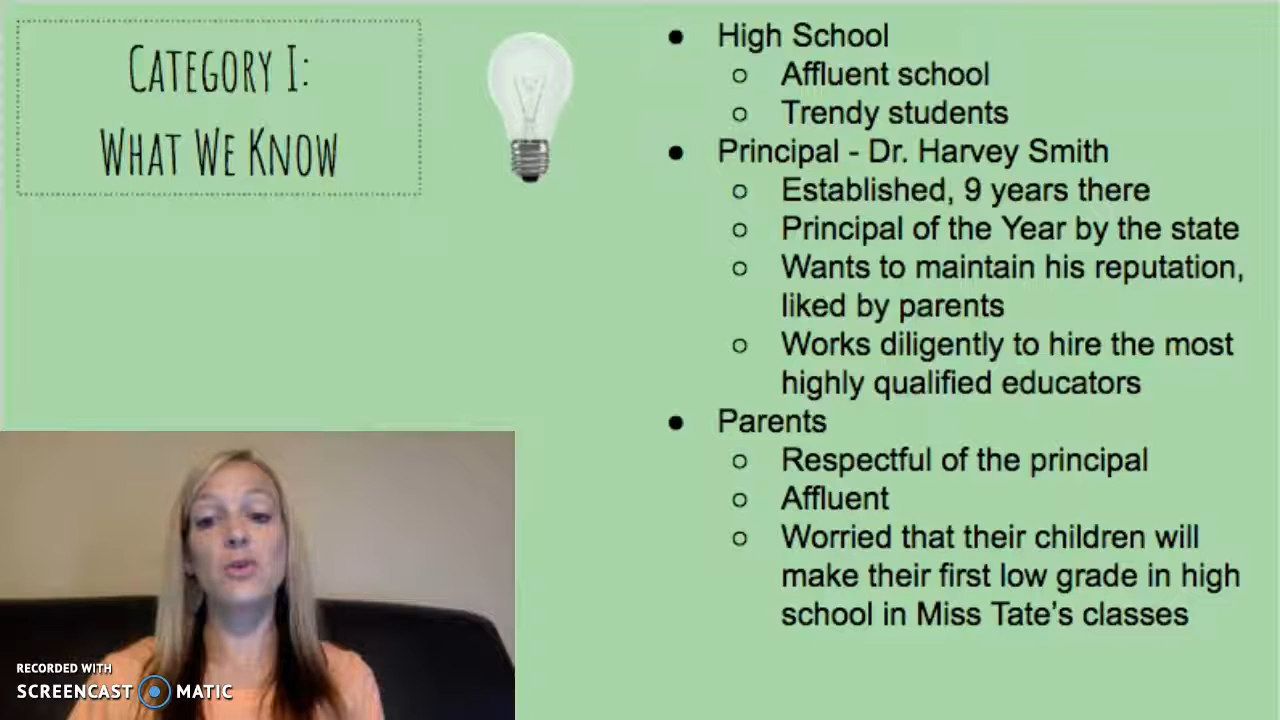 CATEGORY I:
WHAT WE KNOW
● High School
○ Affluent school
○ Trendy students
● Principal - Dr. Harvey Smith
○ Established, 9 years there
○ Principal of the Year by the state
○ Wants to maintain his reputation,
liked by parents
○ Works diligently to hire the most
highly qualified educators
● Parents
○ Respectful of the principal
○ Affluent
○ Worried that their children will
make their first low grade in high
school in Miss Tate's classes
RECORDED WITH
SCREENCAST MATIC